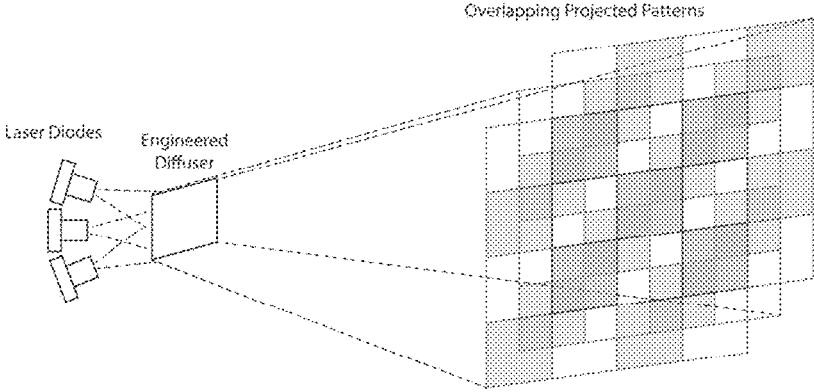 Overlapping Projected Patterns
Laser Diodes
Engineered
Diffuser